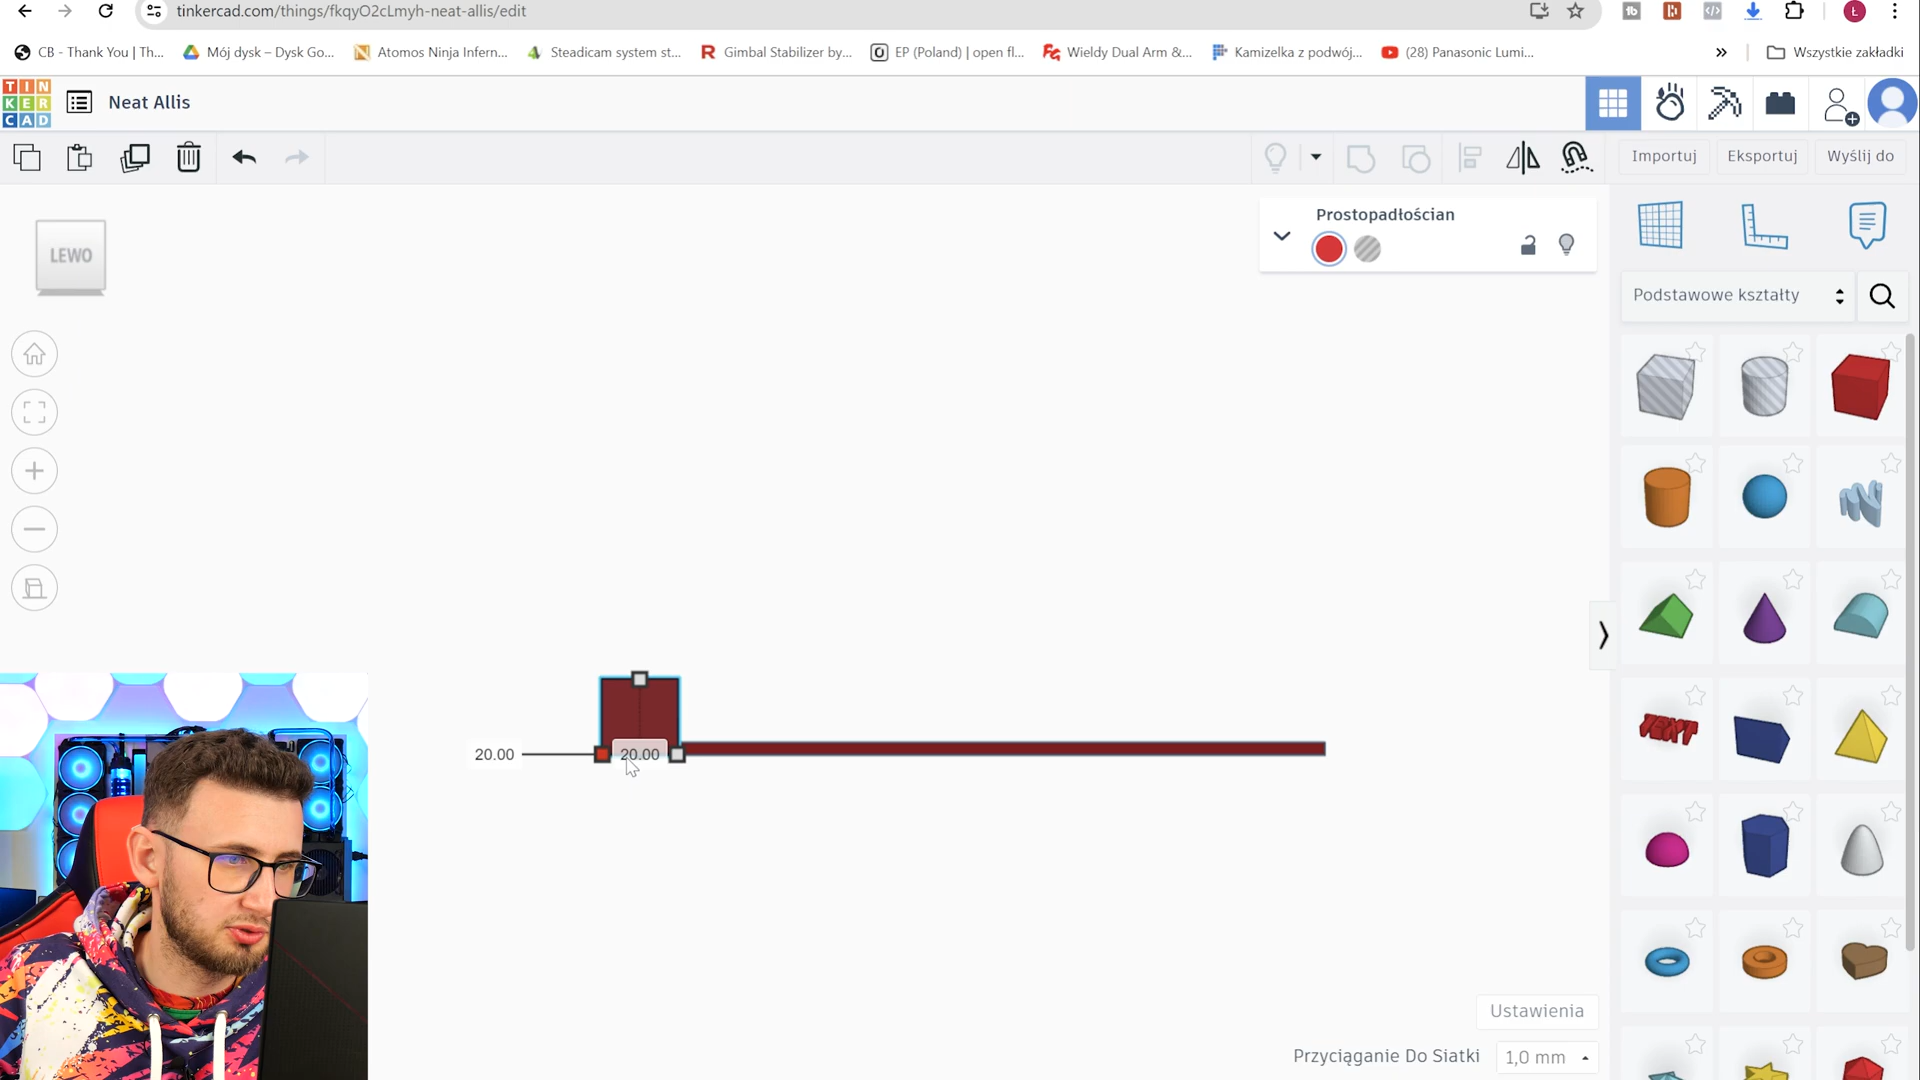 tinkercad.com/things/fkqyO2cLmyh-neat-allis/edit
Ł
CB - Thank You | Th...
Mój dysk – Dysk Go...
Atomos Ninja Infern...
Steadicam system st...
Gimbal Stabilizer by...
EP (Poland) | open fl...
Wieldy Dual Arm &...
Kamizelka z podwój...
(28) Panasonic Lumi...
»
Wszystkie zakładki
TIN
KER
CAD
Neat Allis
Importuj
Eksportuj
Wyślij do
LEWO
Prostopadłościan
Podstawowe kształty
TEXT
20.00
20.00
Ustawienia
Przyciąganie Do Siatki
1,0 mm